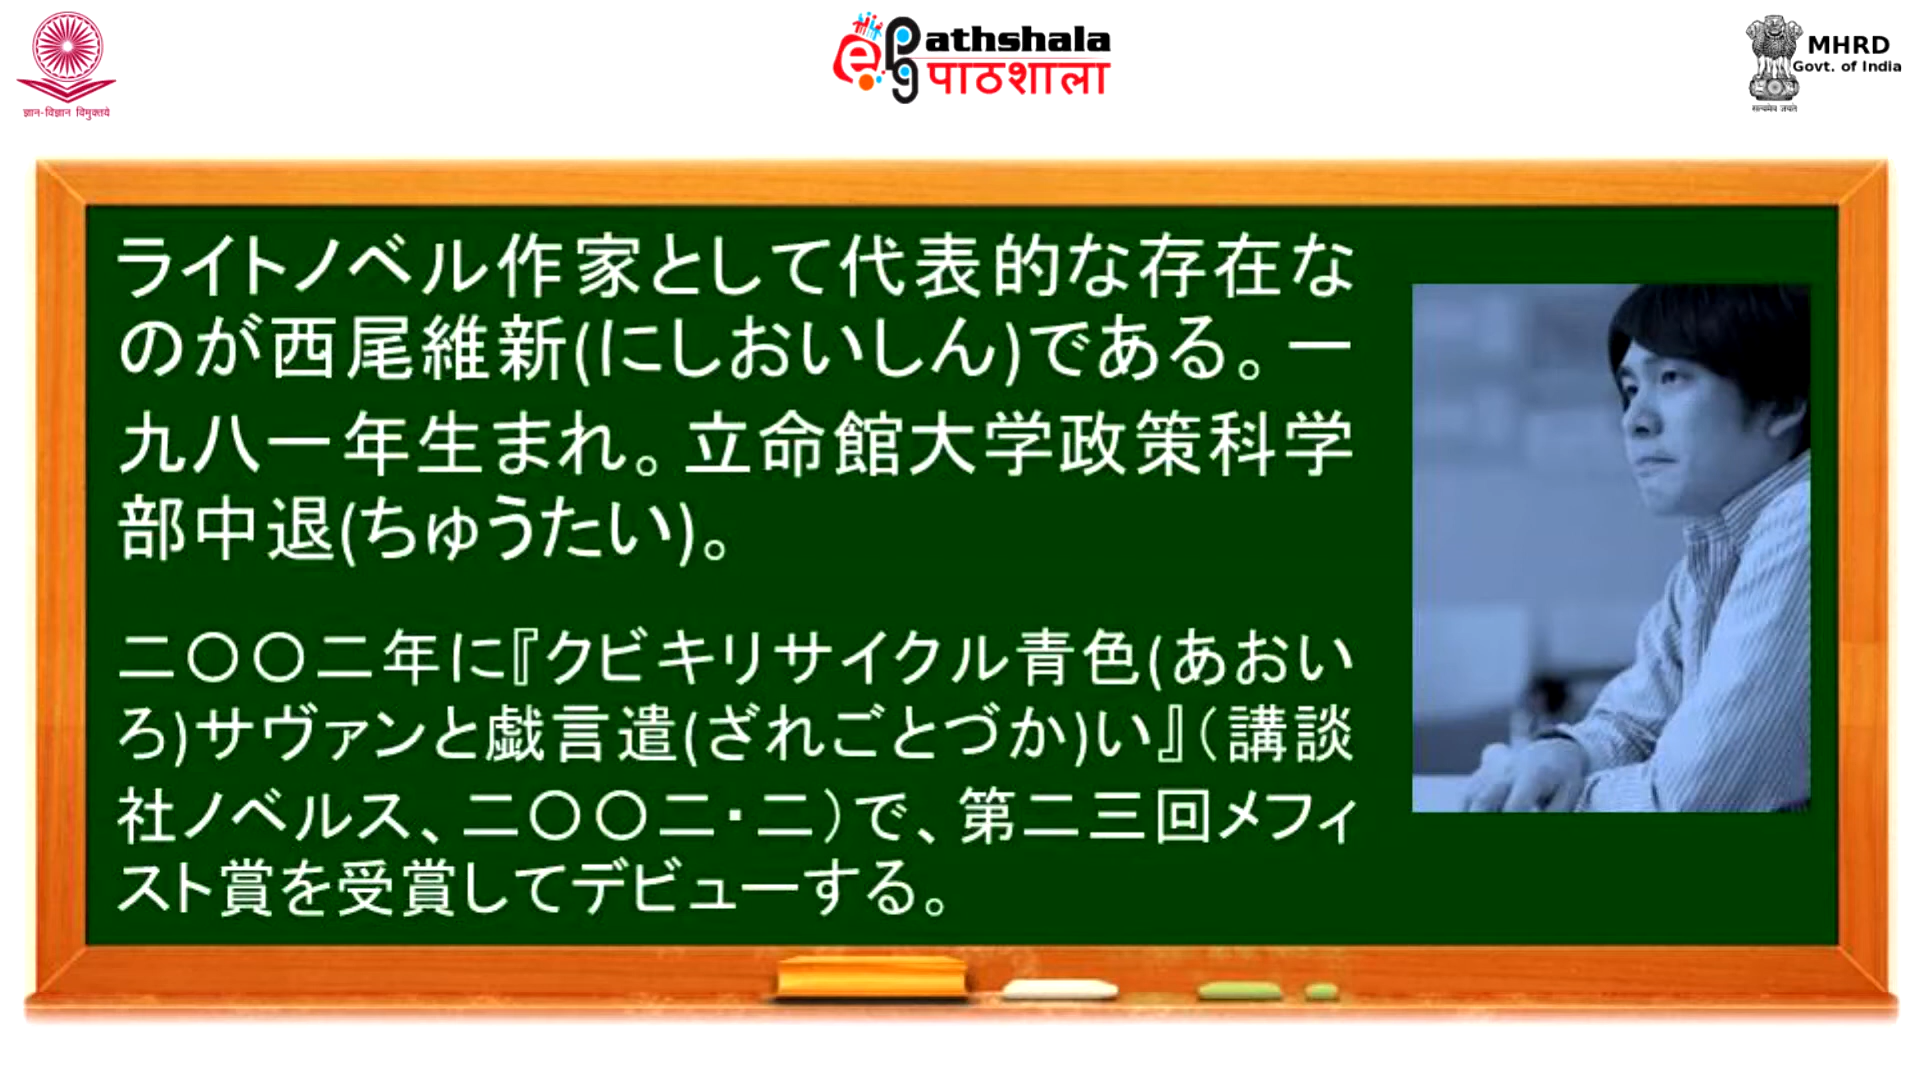 ज्ञान-विज्ञान विमुक्तये
ePg Pathshala
पाठशाला
MHRD
Govt. of India
सत्यमेव जयते
ライトノベル作家として代表的な存在な
のが西尾維新(にしおいしん)である。一
九八一年生まれ。立命館大学政策科学
部中退(ちゅうたい)。
二〇〇二年に『クビキリサイクル青色(あおい
ろ)サヴァンと戯言遣(ざれごとづか)い』（講談
社ノベルス、二〇〇二・二）で、第二三回メフィ
スト賞を受賞してデビューする。